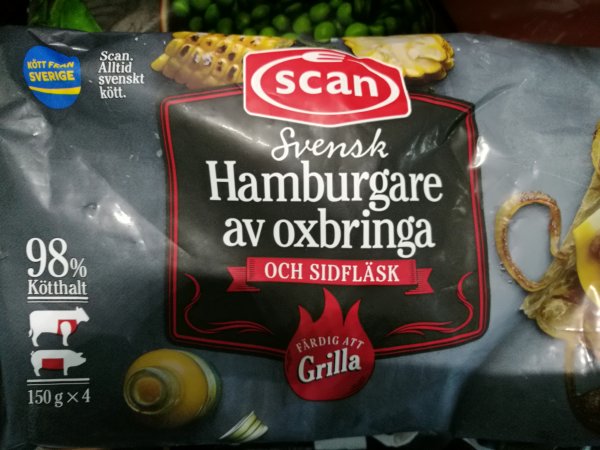 KÖTT FRÅN
SVERIGE
Scan.
Alltid
svenskt
kött.
scan
Svensk
Hamburgare
av oxbringa
OCH SIDFLÄSK
98%
Kötthalt
150 g × 4
FÄRDIG ATT
Grilla